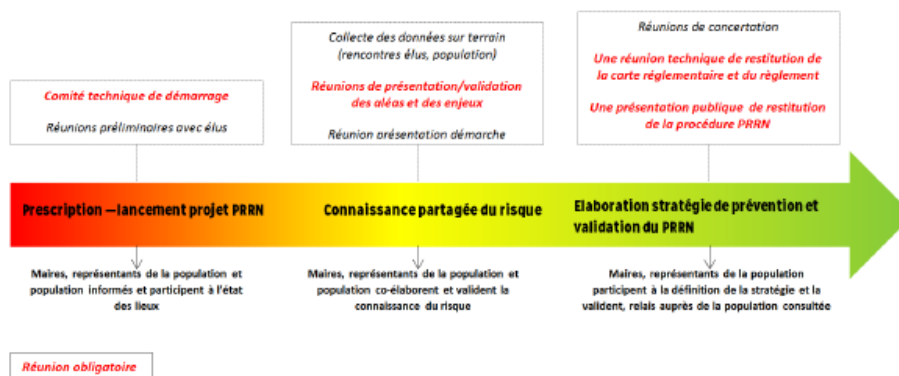 Comité technique de démarrage
Réunions préliminaires avec élus
Collecte des données sur terrain
(rencontres élus, population)
Réunions de présentation/validation
des aléas et des enjeux
Réunion présentation démarche
Réunions de concertation
Une réunion technique de restitution de
la carte réglementaire et du règlement
Une présentation publique de restitution
de la procédure PRRN
Prescription —lancement projet PRRN
Connaissance partagée du risque
Elaboration stratégie de prévention et
validation du PRRN
Maires, représentants de la population et
population informés et participent à l'état
des lieux
Maires, représentants de la population et
population co-élaborent et valident la
connaissance du risque
Maires, représentants de la population
participent à la définition de la stratégie et la
valident, relais auprès de la population consultée
Réunion obligatoire